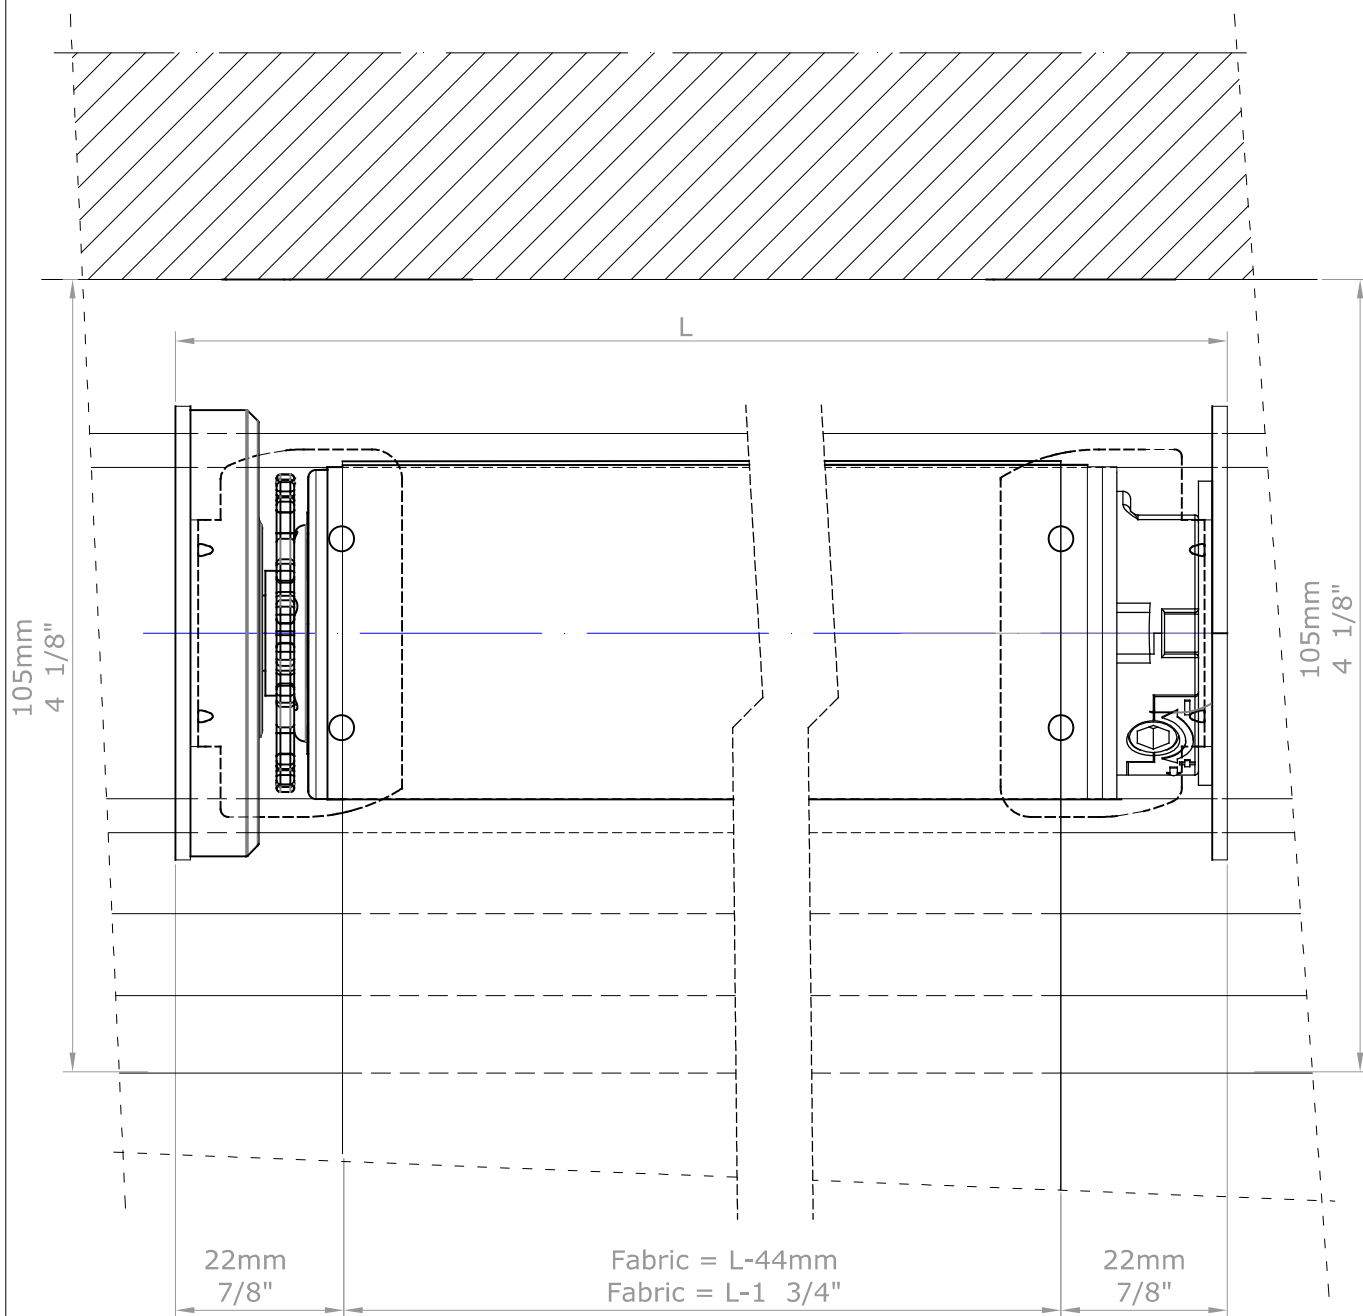 L
105mm
4 1/8"
105mm
4 1/8"
22mm
7/8"
Fabric = L-44mm
Fabric = L-1 3/4"
22mm
7/8"